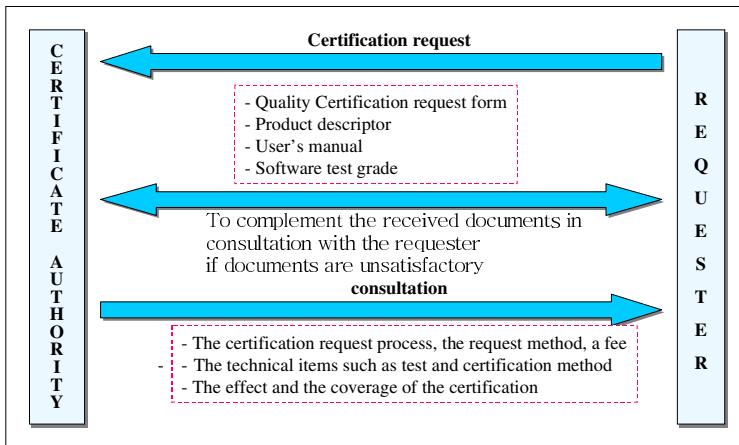 CERTIFICATE AUTHORITY
Certification request
- Quality Certification request form
- Product descriptor
- User's manual
- Software test grade
To complement the received documents in
consultation with the requester
if documents are unsatisfactory
consultation
- The certification request process, the request method, a fee
- - The technical items such as test and certification method
- The effect and the coverage of the certification
REQUESTER